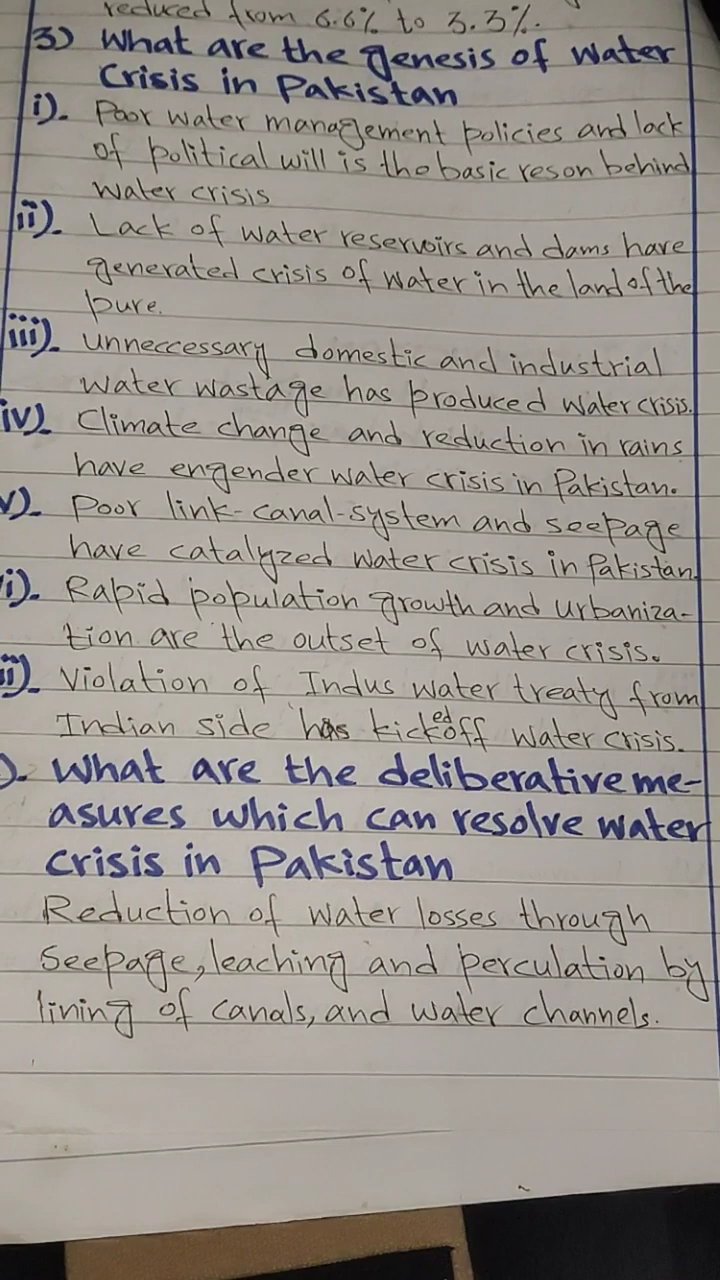 reduced from 6.6% to 3.3%.
3) What are the genesis of water
Crisis in Pakistan
i). Poor water management policies and lack
of political will is the basic reson behind
water crisis
ii). Lack of water reservoirs and dams have
generated crisis of water in the land of the
pure.
iii). unneccessary domestic and industrial
water wastage has produced water crisis.
iv). Climate change and reduction in rains
have engender water crisis in Pakistan.
v). Poor link-canal-system and seepage
have catalyzed water crisis in Pakistan
i). Rapid population growth and urbaniza-
tion are the outset of water crisis.
ii). Violation of Indus water treaty from
Indian side has kickedoff water crisis.
). What are the deliberative me-
asures which can resolve water
crisis in Pakistan
Reduction of water losses through
seepage, leaching and perculation by
lining of canals, and water channels.